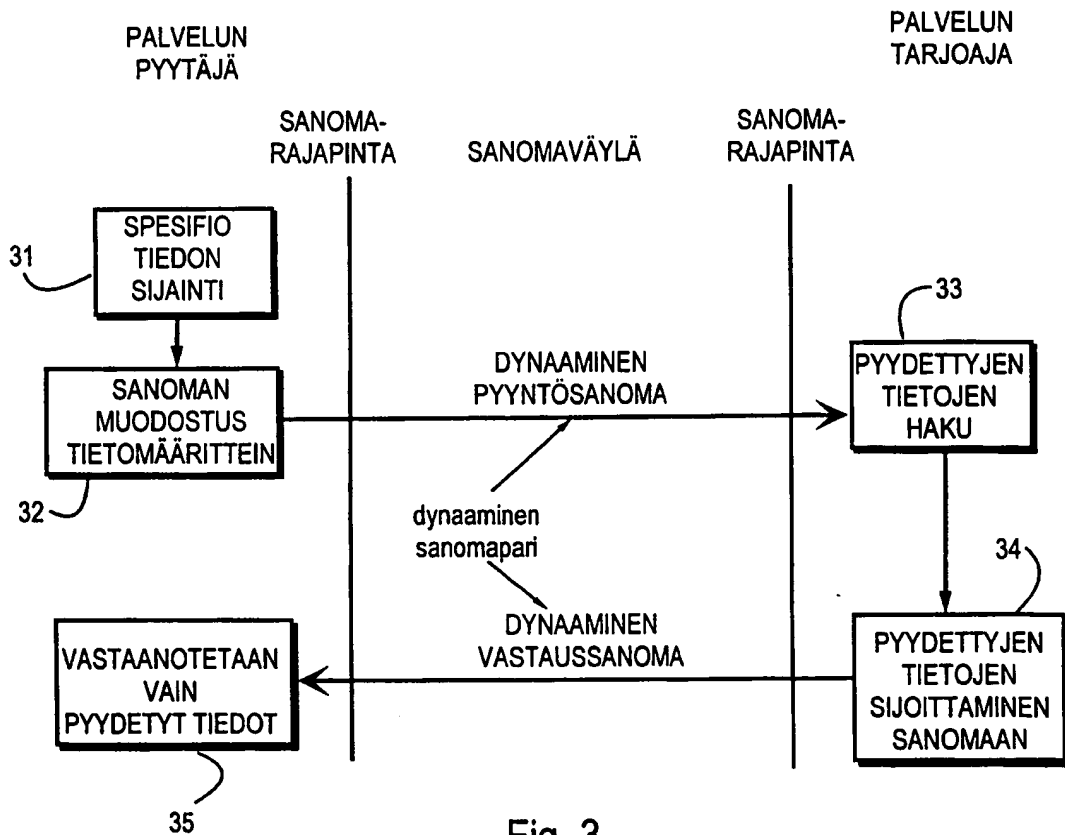 PALVELUN
PYYTÄJÄ
PALVELUN
TARJOAJA
SANOMA-
RAJAPINTA
SANOMAVÄYLÄ
SANOMA-
RAJAPINTA
31
SPESIFIO
TIEDON
SIJAINTI
32
SANOMAN
MUODOSTUS
TIETOMÄÄRITTEIN
DYNAAMINEN
PYYNTÖSANOMA
33
PYYDETTYJEN
TIETOJEN
HAKU
dynaaminen
sanomapari
34
PYYDETTYJEN
TIETOJEN
SIJOITTAMINEN
SANOMAAN
DYNAAMINEN
VASTAUSSANOMA
VASTAANOTETAAN
VAIN
PYYDETYT TIEDOT
35
Fig. 3